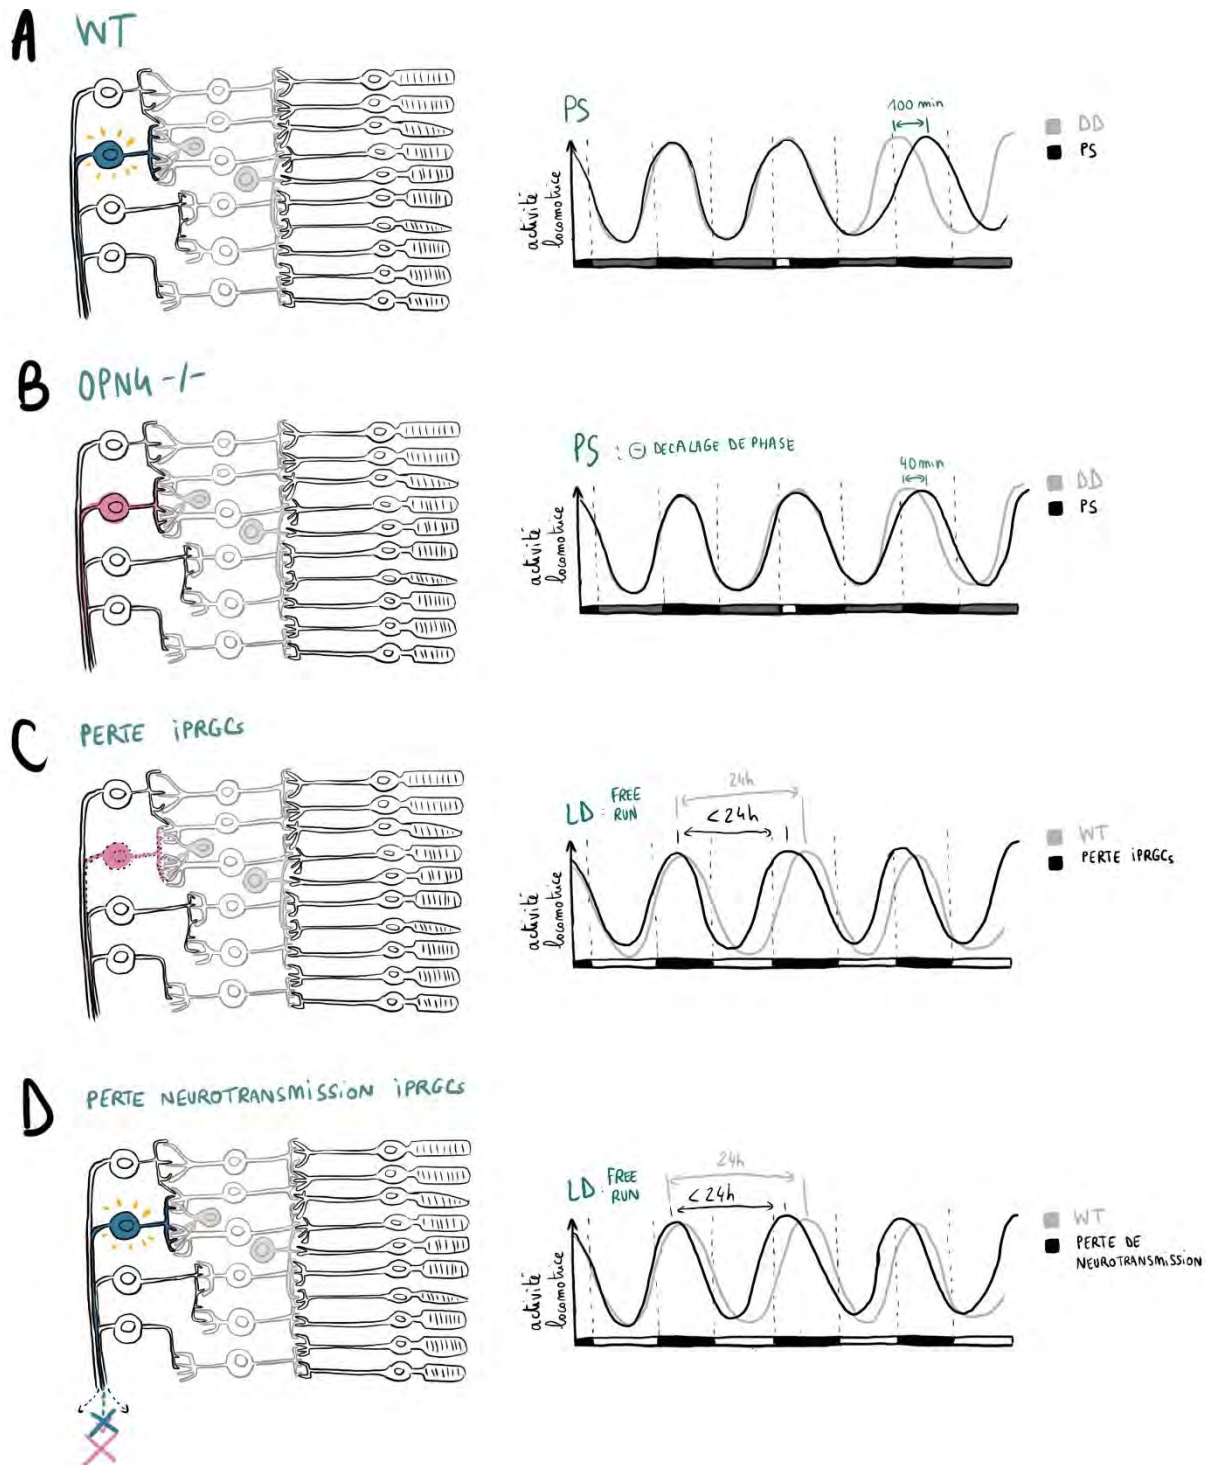 A WT
PS
100 min
DD
PS
activité
locomotrice
B OPN4 -/-
PS : ⊖ DECALAGE DE PHASE
40 min
DD
PS
activité
locomotrice
C PERTE iPRGCs
24h
LD : FREE
RUN
< 24h
WT
PERTE iPRGCs
activité
locomotrice
D PERTE NEUROTRANSMISSION iPRGCs
24h
LD : FREE
RUN
< 24h
WT
PERTE DE
NEUROTRANSMISSION
activité
locomotrice